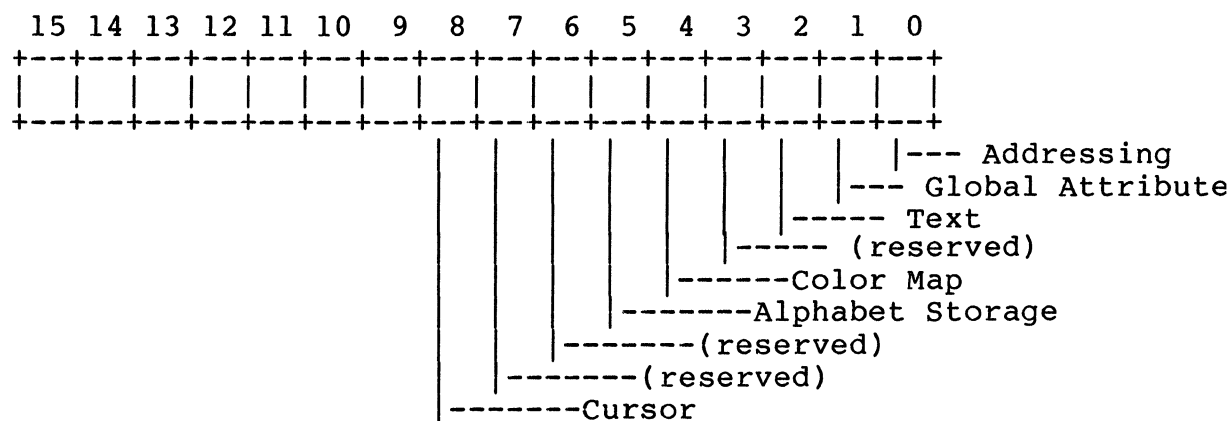 15 14 13 12 11 10 9 8 7 6 5 4 3 2 1 0
+--+--+--+--+--+--+--+--+--+--+--+--+--+--+--+--+
|  |  |  |  |  |  |  |  |  |  |  |  |  |  |  |  |
+--+--+--+--+--+--+--+--+--+--+--+--+--+--+--+--+
|--- Addressing
|--- Global Attribute
|----- Text
|----- (reserved)
|------Color Map
|-------Alphabet Storage
|-------(reserved)
|-------(reserved)
|-------Cursor